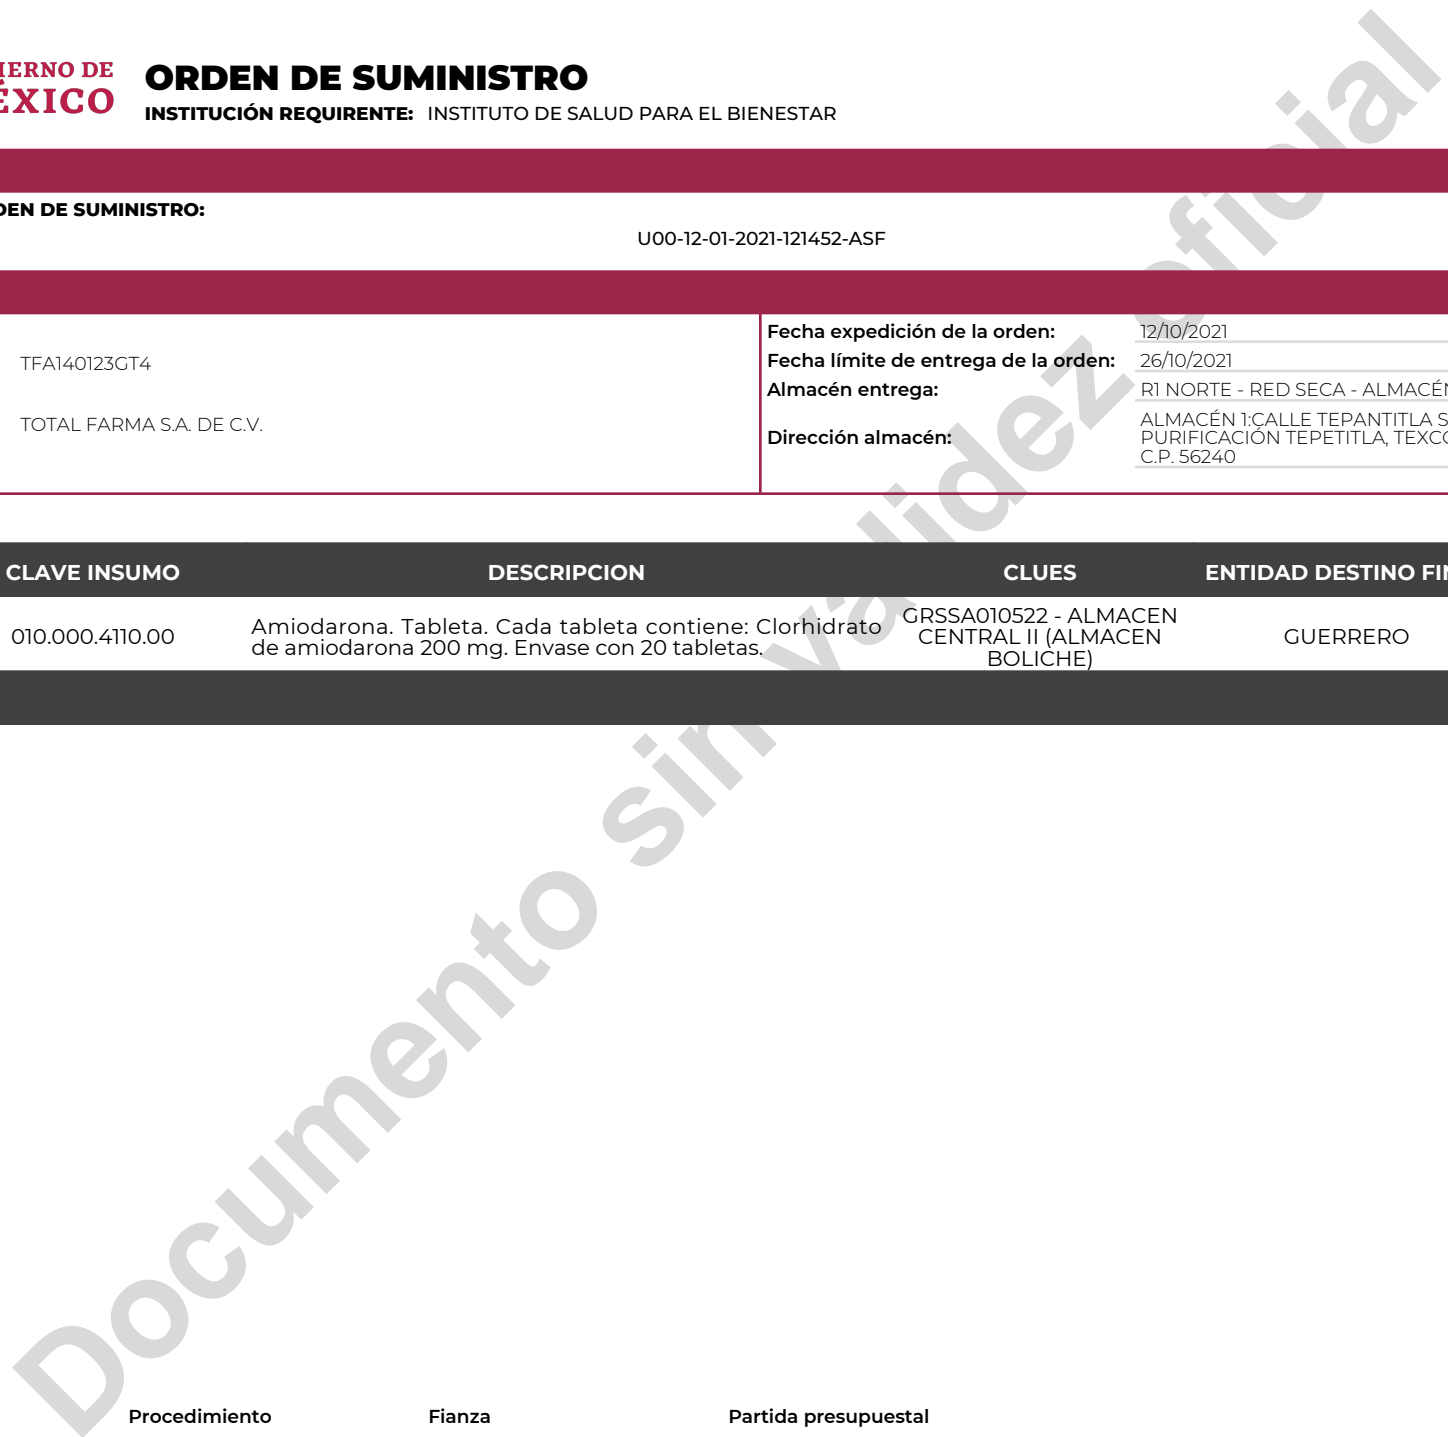 ORDEN DE SUMINISTRO
INSTITUCIÓN REQUIRENTE: INSTITUTO DE SALUD PARA EL BIENESTAR
IERNO DE
ÉXICO
DEN DE SUMINISTRO:
U00-12-01-2021-121452-ASF
TFA140123GT4
TOTAL FARMA S.A. DE C.V.
Fecha expedición de la orden: 12/10/2021
Fecha límite de entrega de la orden: 26/10/2021
Almacén entrega: R1 NORTE - RED SECA - ALMACÉN
Dirección almacén:
ALMACÉN 1:CALLE TEPANTITLA S
PURIFICACIÓN TEPETITLA, TEXCO
C.P. 56240
CLAVE INSUMO DESCRIPCION CLUES ENTIDAD DESTINO FIN
010.000.4110.00
Amiodarona. Tableta. Cada tableta contiene: Clorhidrato
de amiodarona 200 mg. Envase con 20 tabletas.
GRSSA010522 - ALMACEN
CENTRAL II (ALMACEN
BOLICHE)
GUERRERO
Documento sin validez oficial
Procedimiento Fianza Partida presupuestal